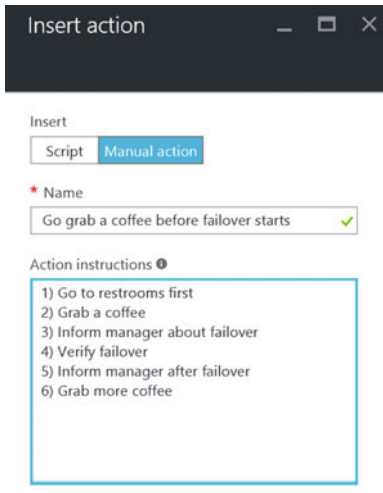 Insert action
Insert
Script Manual action
* Name
Go grab a coffee before failover starts
Action instructions
1) Go to restrooms first
2) Grab a coffee
3) Inform manager about failover
4) Verify failover
5) Inform manager after failover
6) Grab more coffee